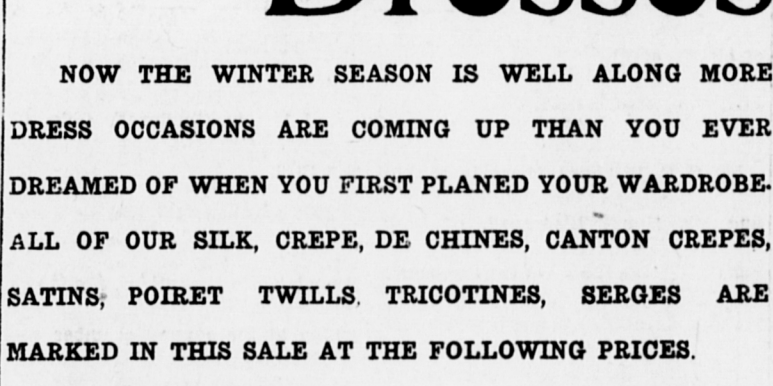 Dresses
NOW THE WINTER SEASON IS WELL ALONG MORE
DRESS OCCASIONS ARE COMING UP THAN YOU EVER
DREAMED OF WHEN YOU FIRST PLANED YOUR WARDROBE.
ALL OF OUR SILK, CREPE, DE CHINES, CANTON CREPES,
SATINS, POIRET TWILLS, TRICOTINES, SERGES ARE
MARKED IN THIS SALE AT THE FOLLOWING PRICES.